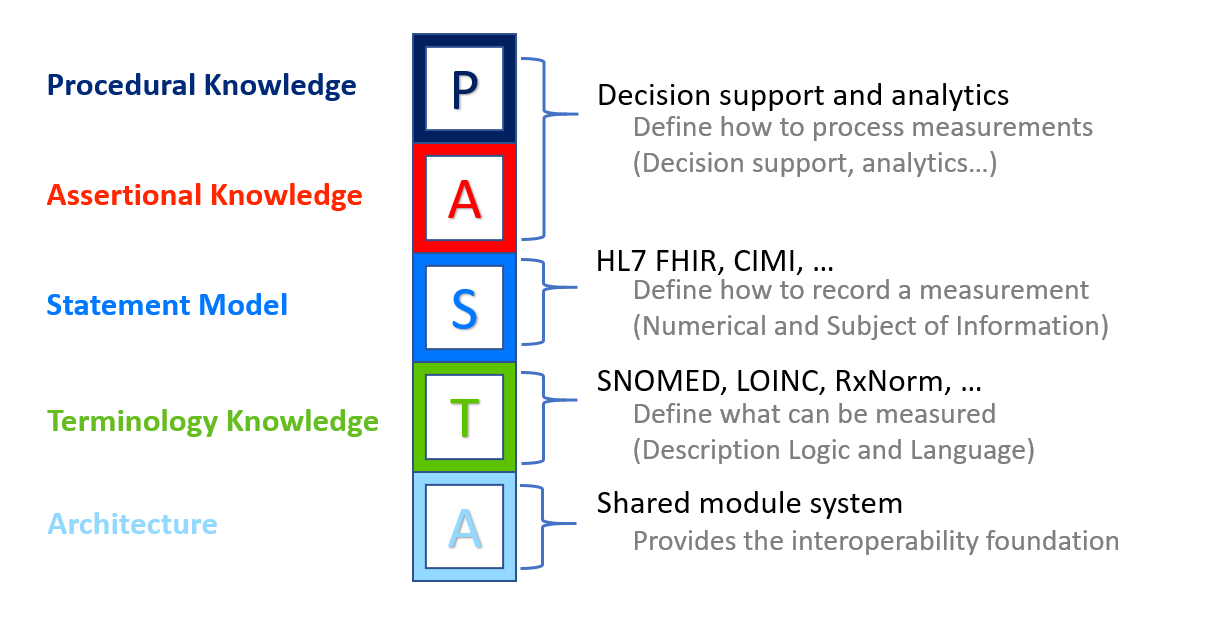 Procedural Knowledge
P
Decision support and analytics
Define how to process measurements
(Decision support, analytics…)
Assertional Knowledge
A
HL7 FHIR, CIMI, …
Define how to record a measurement
(Numerical and Subject of Information)
Statement Model
S
SNOMED, LOINC, RxNorm, …
Define what can be measured
(Description Logic and Language)
Terminology Knowledge
T
Shared module system
Provides the interoperability foundation
Architecture
A